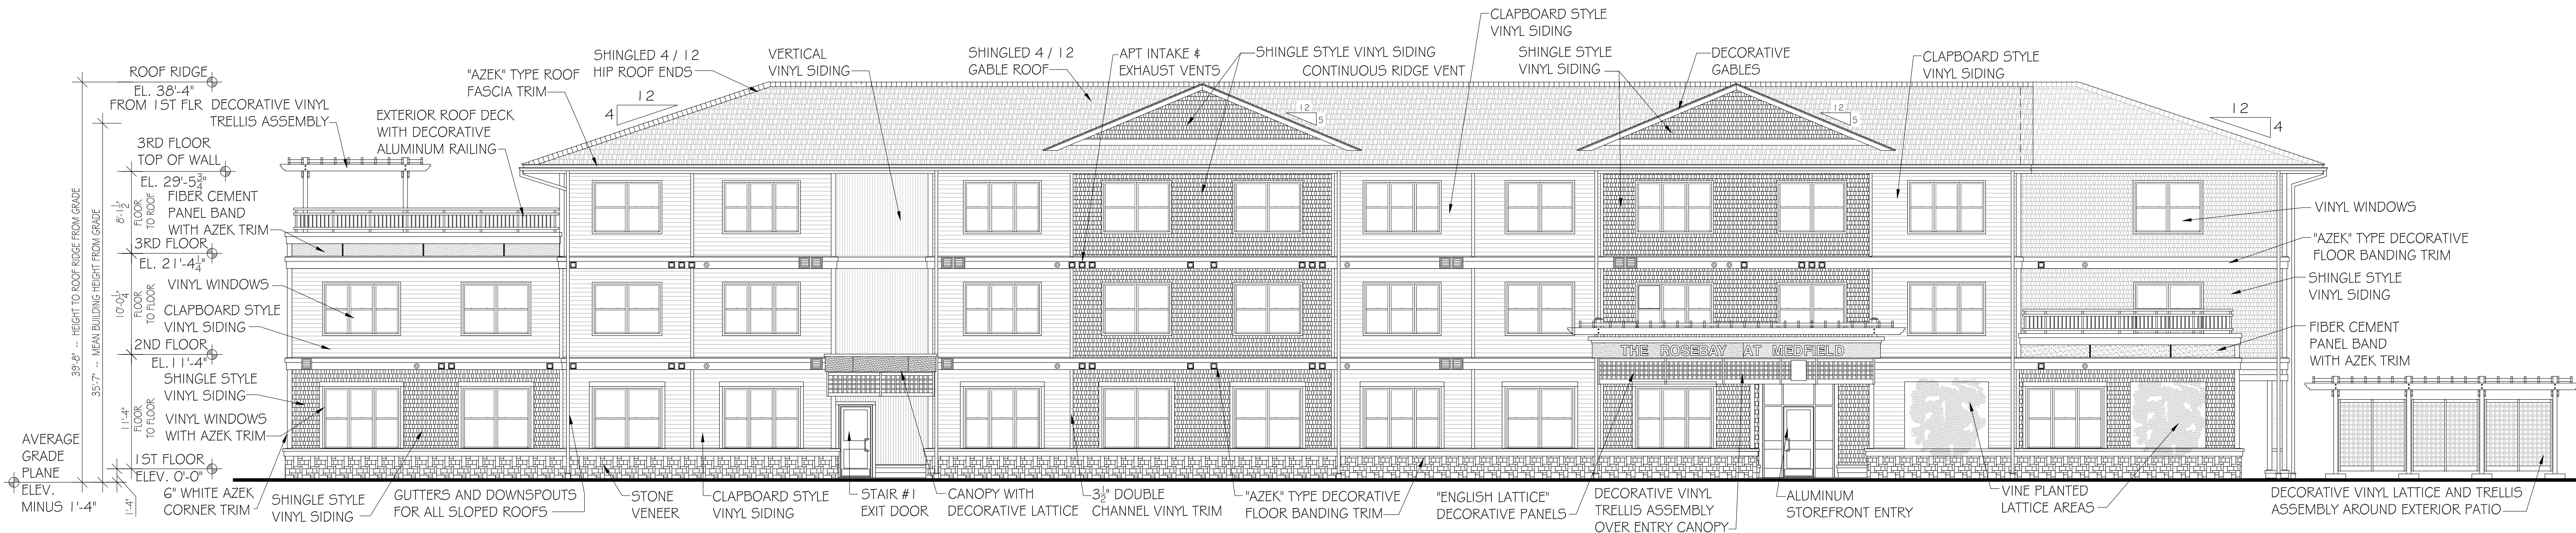 ROOF RIDGE
EL. 38'-4"
FROM 1ST FLR
DECORATIVE VINYL
TRELLIS ASSEMBLY
"AZEK" TYPE ROOF
FASCIA TRIM
SHINGLED 4 / 12
HIP ROOF ENDS
VERTICAL
VINYL SIDING
SHINGLED 4 / 12
GABLE ROOF
APT INTAKE &
EXHAUST VENTS
SHINGLE STYLE VINYL SIDING
CONTINUOUS RIDGE VENT
CLAPBOARD STYLE
VINYL SIDING
SHINGLE STYLE
VINYL SIDING
DECORATIVE
GABLES
CLAPBOARD STYLE
VINYL SIDING
12
4
12
5
12
5
12
4
EXTERIOR ROOF DECK
WITH DECORATIVE
ALUMINUM RAILING
3RD FLOOR
TOP OF WALL
EL. 29'-5 3/4"
FIBER CEMENT
PANEL BAND
WITH AZEK TRIM
3RD FLOOR
EL. 21'-4 1/4"
VINYL WINDOWS
CLAPBOARD STYLE
VINYL SIDING
2ND FLOOR
EL. 11'-4"
SHINGLE STYLE
VINYL SIDING
VINYL WINDOWS
WITH AZEK TRIM
1ST FLOOR
ELEV. 0'-0"
6" WHITE AZEK
CORNER TRIM
39'-8" -- HEIGHT TO ROOF RIDGE FROM GRADE
35'-7" -- MEAN BUILDING HEIGHT FROM GRADE
8'-1 1/2"
FLOOR
TO ROOF
10'-0 1/4"
FLOOR
TO FLOOR
11'-4"
FLOOR
TO FLOOR
1'-4"
AVERAGE
GRADE
PLANE
ELEV.
MINUS 1'-4"
THE ROSEBAY AT MEDFIELD
VINYL WINDOWS
"AZEK" TYPE DECORATIVE
FLOOR BANDING TRIM
SHINGLE STYLE
VINYL SIDING
FIBER CEMENT
PANEL BAND
WITH AZEK TRIM
SHINGLE STYLE
VINYL SIDING
GUTTERS AND DOWNSPOUTS
FOR ALL SLOPED ROOFS
STONE
VENEER
CLAPBOARD STYLE
VINYL SIDING
STAIR #1
EXIT DOOR
CANOPY WITH
DECORATIVE LATTICE
3 1/2" DOUBLE
CHANNEL VINYL TRIM
"AZEK" TYPE DECORATIVE
FLOOR BANDING TRIM
"ENGLISH LATTICE"
DECORATIVE PANELS
DECORATIVE VINYL
TRELLIS ASSEMBLY
OVER ENTRY CANOPY
ALUMINUM
STOREFRONT ENTRY
VINE PLANTED
LATTICE AREAS
DECORATIVE VINYL LATTICE AND TRELLIS
ASSEMBLY AROUND EXTERIOR PATIO